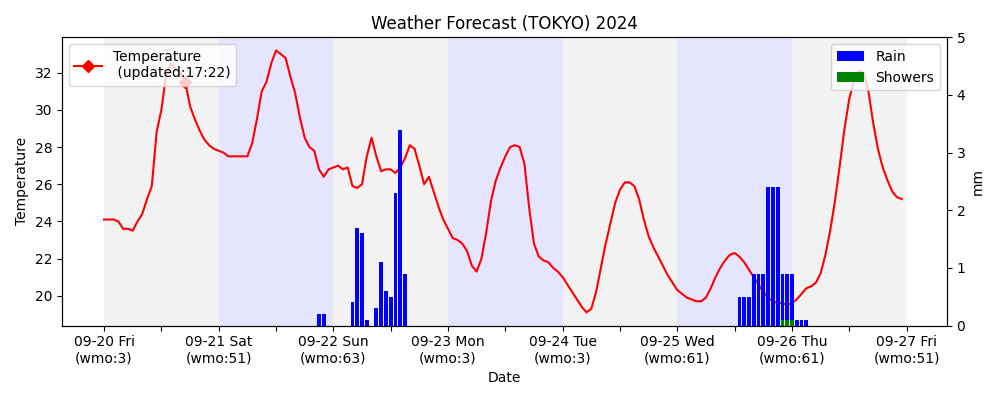 Weather Forecast (TOKYO) 2024
Temperature
(updated:17:22)
Rain
Showers
Temperature
32
30
28
26
24
22
20
5
4
3
2
1
0
mm
09-20 Fri
(wmo:3)
09-21 Sat
(wmo:51)
09-22 Sun
(wmo:63)
09-23 Mon
(wmo:3)
09-24 Tue
(wmo:3)
09-25 Wed
(wmo:61)
09-26 Thu
(wmo:61)
09-27 Fri
(wmo:51)
Date